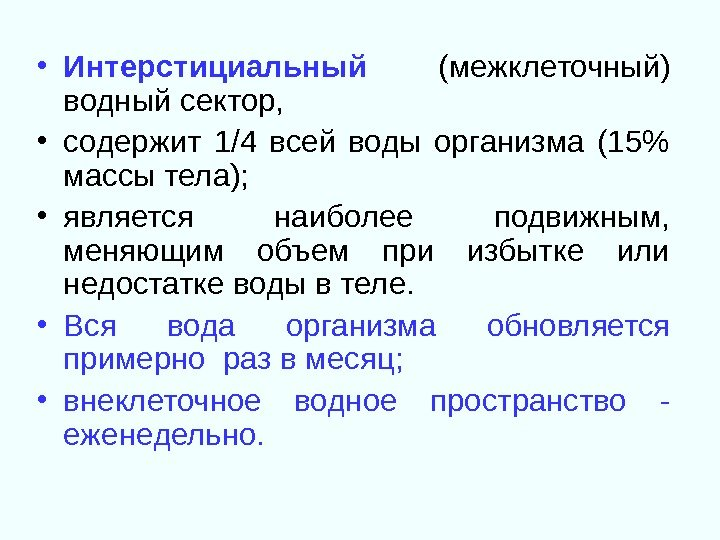 • Интерстициальный (межклеточный)
водный сектор,
• содержит 1/4 всей воды организма (15%
массы тела);
• является наиболее подвижным,
меняющим объем при избытке или
недостатке воды в теле.
• Вся вода организма обновляется
примерно раз в месяц;
• внеклеточное водное пространство -
еженедельно.